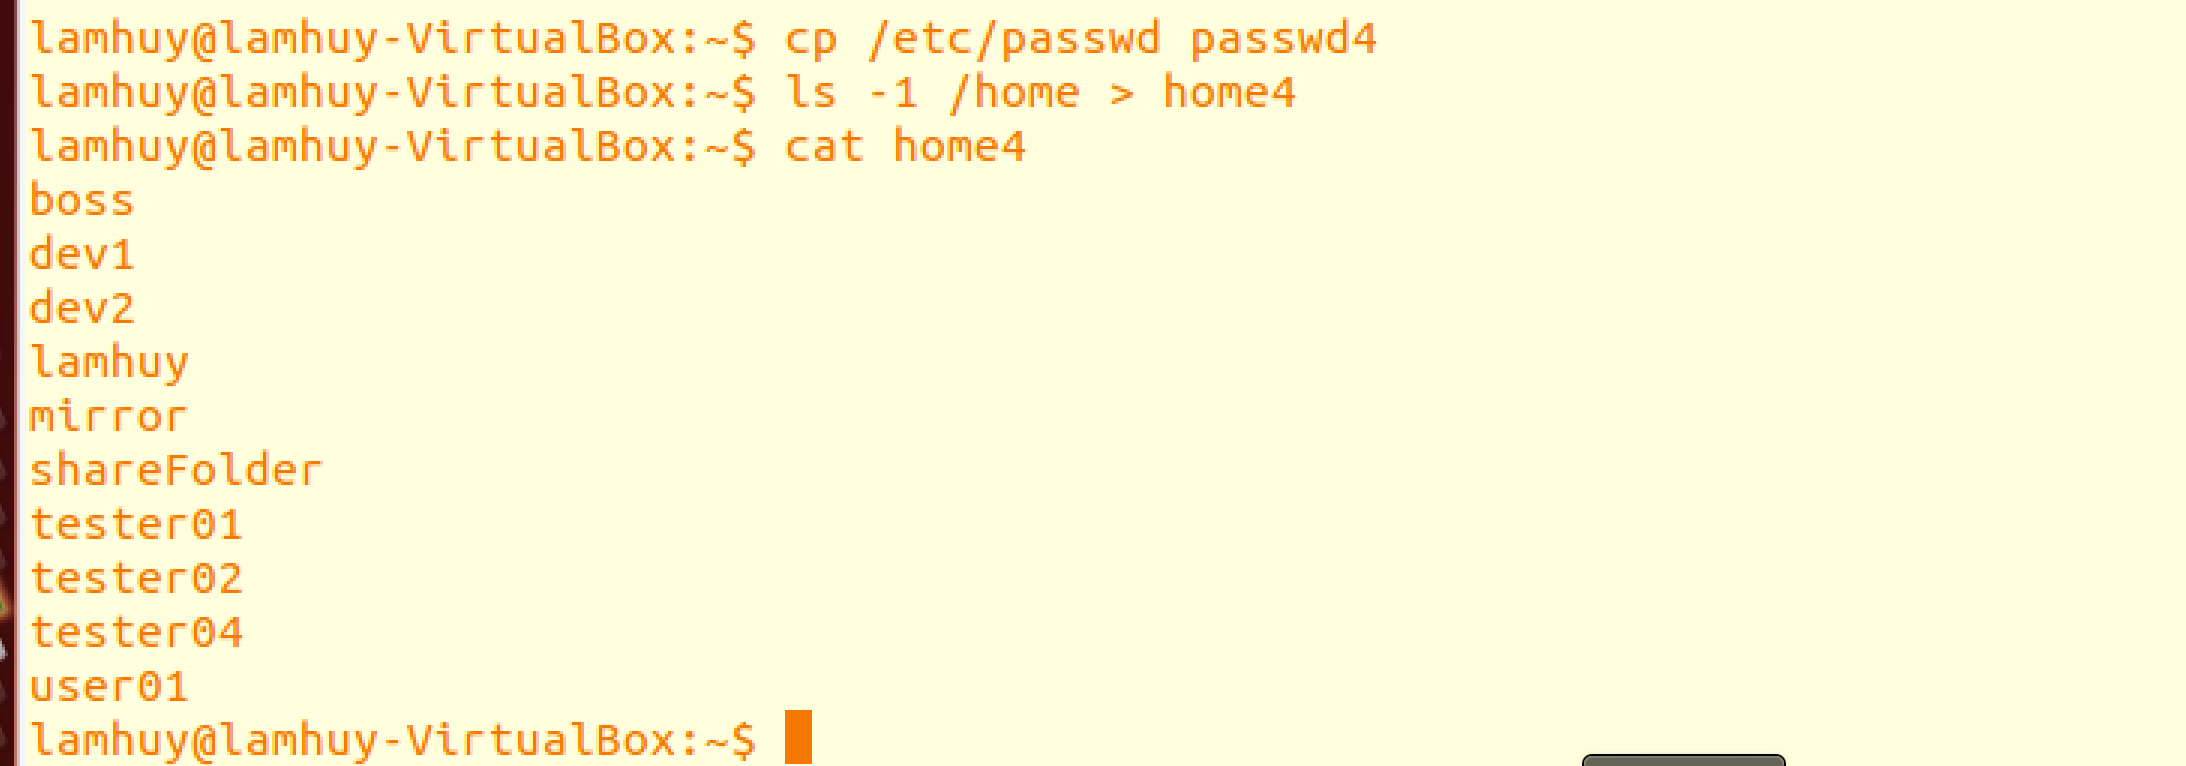 lamhuy@lamhuy-VirtualBox:~$ cp /etc/passwd passwd4
lamhuy@lamhuy-VirtualBox:~$ ls -1 /home > home4
lamhuy@lamhuy-VirtualBox:~$ cat home4
boss
dev1
dev2
lamhuy
mirror
shareFolder
tester01
tester02
tester04
user01
lamhuy@lamhuy-VirtualBox:~$